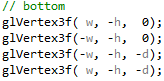 // bottom
glVertex3f( w, -h,  0);
glVertex3f(-w, -h,  0);
glVertex3f(-w, -h, -d);
glVertex3f( w, -h, -d);